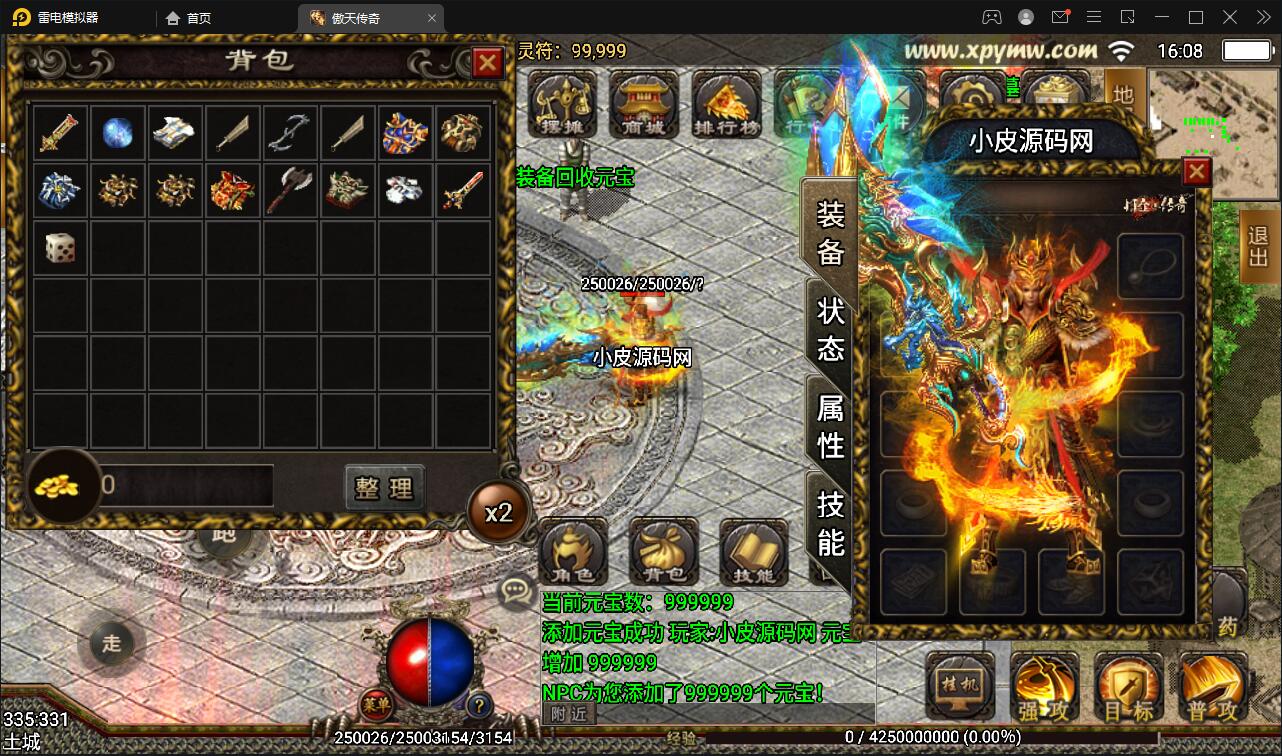 雷电模拟器
首页
傲天传奇
背包
灵符：99,999
www.xpymw.com
16:08
摆摊
商城
排行榜
地
小皮源码网
装备回收元宝
装备
状态
属性
技能
退出
250026/250026/?
小皮源码网
0
整理
x2
跑
走
角色
背包
技能
当前元宝数：999999
添加元宝成功 玩家:小皮源码网 元宝
增加 999999
NPC为您添加了999999个元宝！
附近
药
挂机
强攻
目标
普攻
菜单
?
335:331
土城
3154/3154
经验
0 / 4250000000 (0.00%)